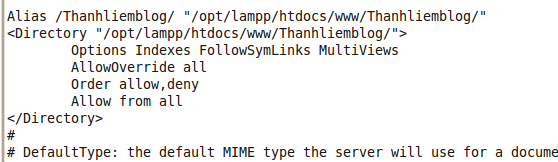 Alias /Thanhliemblog/ "/opt/lampp/htdocs/www/Thanhliemblog/"
<Directory "/opt/lampp/htdocs/www/Thanhliemblog/">
        Options Indexes FollowSymLinks MultiViews
        AllowOverride all
        Order allow,deny
        Allow from all
</Directory>
#
# DefaultType: the default MIME type the server will use for a docume